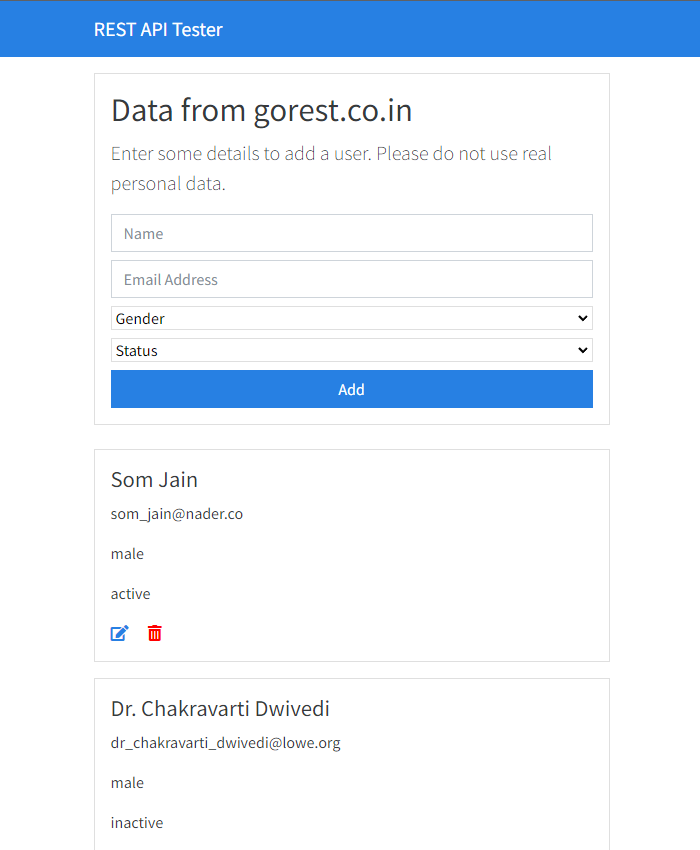 REST API Tester
Data from gorest.co.in
Enter some details to add a user. Please do not use real
personal data.
Name
Email Address
Gender
Status
Add
Som Jain
som_jain@nader.co
male
active
Dr. Chakravarti Dwivedi
dr_chakravarti_dwivedi@lowe.org
male
inactive